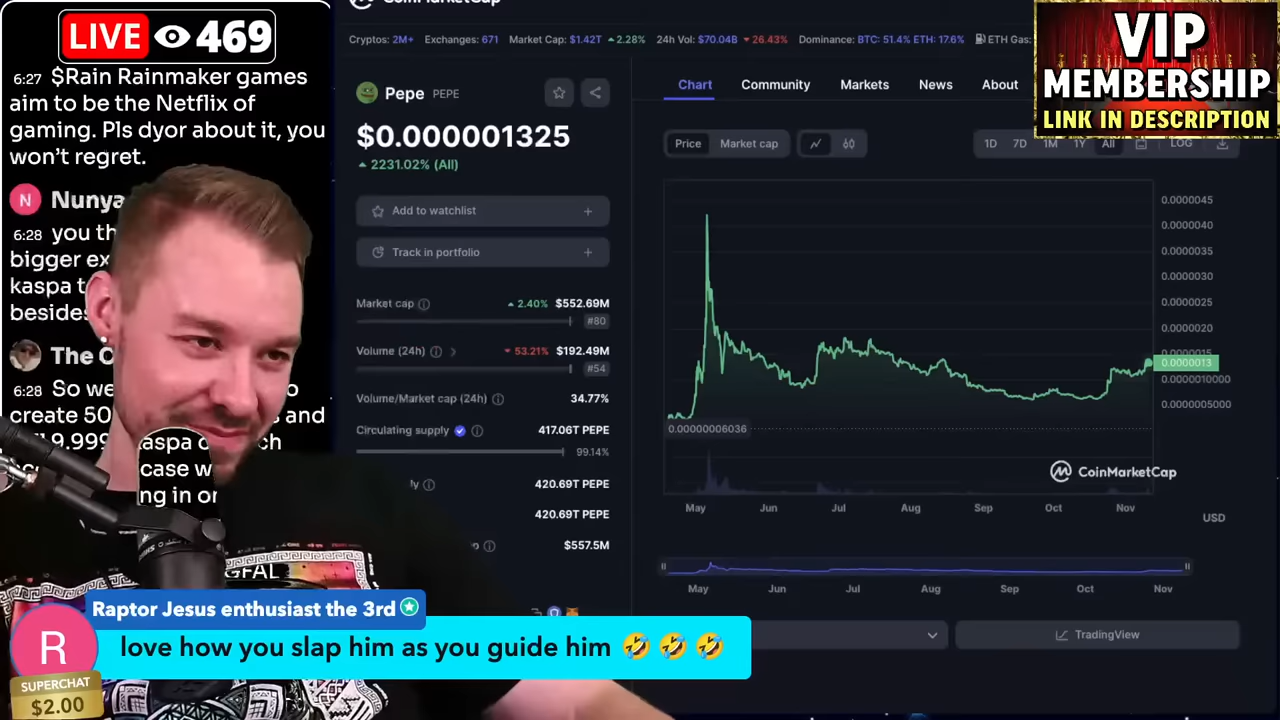 LIVE 469
6:27 $Rain Rainmaker games
aim to be the Netflix of
gaming. Pls dyor about it, you
won't regret.
N Nunya
6:28 you th
bigger ex
kaspa t
besides
The C
6:28 So we
create 50 and
9.999 aspa ch
case w
ng in or
GFAL
CoinMarketCap
Cryptos: 2M+ Exchanges: 671 Market Cap: $1.42T 2.28% 24h Vol: $70.04B 26.43% Dominance: BTC: 51.4% ETH: 17.6% ETH Gas:
VIP
MEMBERSHIP
LINK IN DESCRIPTION
Pepe PEPE
$0.000001325
2231.02% (All)
Add to watchlist +
Track in portfolio +
Market cap 2.40% $552.69M
#80
Volume (24h) 53.21% $192.49M
#54
Volume/Market cap (24h) 34.77%
Circulating supply 417.06T PEPE
99.14%
ly 420.69T PEPE
420.69T PEPE
p $557.5M
Chart Community Markets News About
Price Market cap 1D 7D 1M 1Y All LOG
0.0000045
0.0000040
0.0000035
0.0000030
0.0000025
0.0000020
0.0000015
0.0000013
0.0000010000
0.0000005000
0.00000006036
CoinMarketCap
May Jun Jul Aug Sep Oct Nov
USD
May Jun Jul Aug Sep Oct Nov
TradingView
Raptor Jesus enthusiast the 3rd
R love how you slap him as you guide him 🤣 🤣 🤣
SUPERCHAT
$2.00